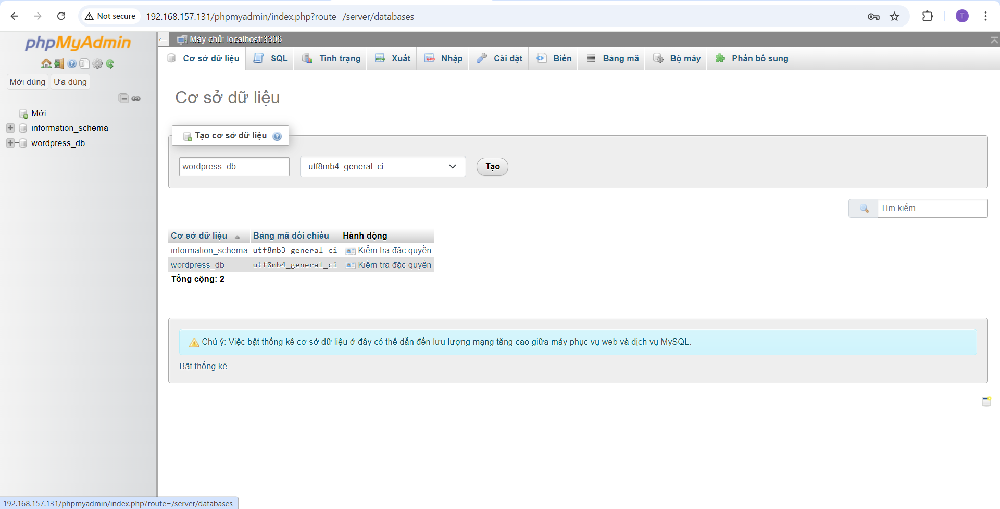 Not secure
192.168.157.131/phpmyadmin/index.php?route=/server/databases
T
phpMyAdmin
Mới dùng
Ưa dùng
Mới
information_schema
wordpress_db
Máy chủ: localhost:3306
Cơ sở dữ liệu
SQL
Tình trạng
Xuất
Nhập
Cài đặt
Biến
Bảng mã
Bộ máy
Phần bổ sung
Cơ sở dữ liệu
Tạo cơ sở dữ liệu
wordpress_db
utf8mb4_general_ci
Tạo
Tìm kiếm
Cơ sở dữ liệu Bảng mã đối chiếu Hành động
information_schema utf8mb3_general_ci Kiểm tra đặc quyền
wordpress_db utf8mb4_general_ci Kiểm tra đặc quyền
Tổng cộng: 2
Chú ý: Việc bật thống kê cơ sở dữ liệu ở đây có thể dẫn đến lưu lượng mạng tăng cao giữa máy phục vụ web và dịch vụ MySQL.
Bật thống kê
192.168.157.131/phpmyadmin/index.php?route=/server/databases